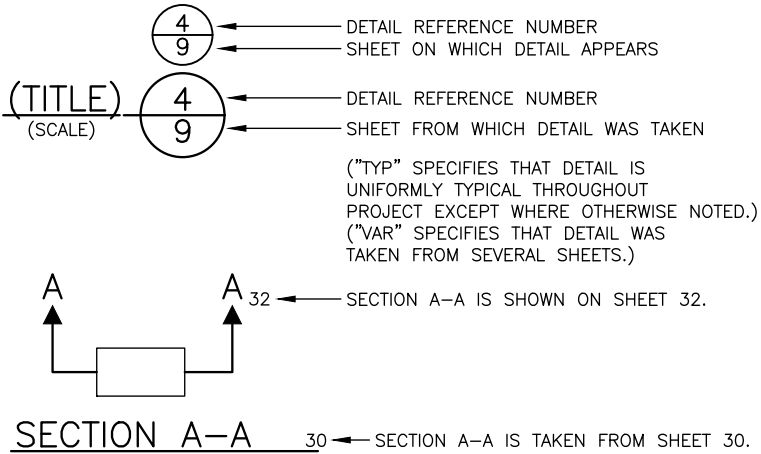 4 DETAIL REFERENCE NUMBER
9 SHEET ON WHICH DETAIL APPEARS
(TITLE) 4 DETAIL REFERENCE NUMBER
(SCALE) 9 SHEET FROM WHICH DETAIL WAS TAKEN
("TYP" SPECIFIES THAT DETAIL IS
UNIFORMLY TYPICAL THROUGHOUT
PROJECT EXCEPT WHERE OTHERWISE NOTED.)
("VAR" SPECIFIES THAT DETAIL WAS
TAKEN FROM SEVERAL SHEETS.)
A A 32 SECTION A-A IS SHOWN ON SHEET 32.
SECTION A-A 30 SECTION A-A IS TAKEN FROM SHEET 30.